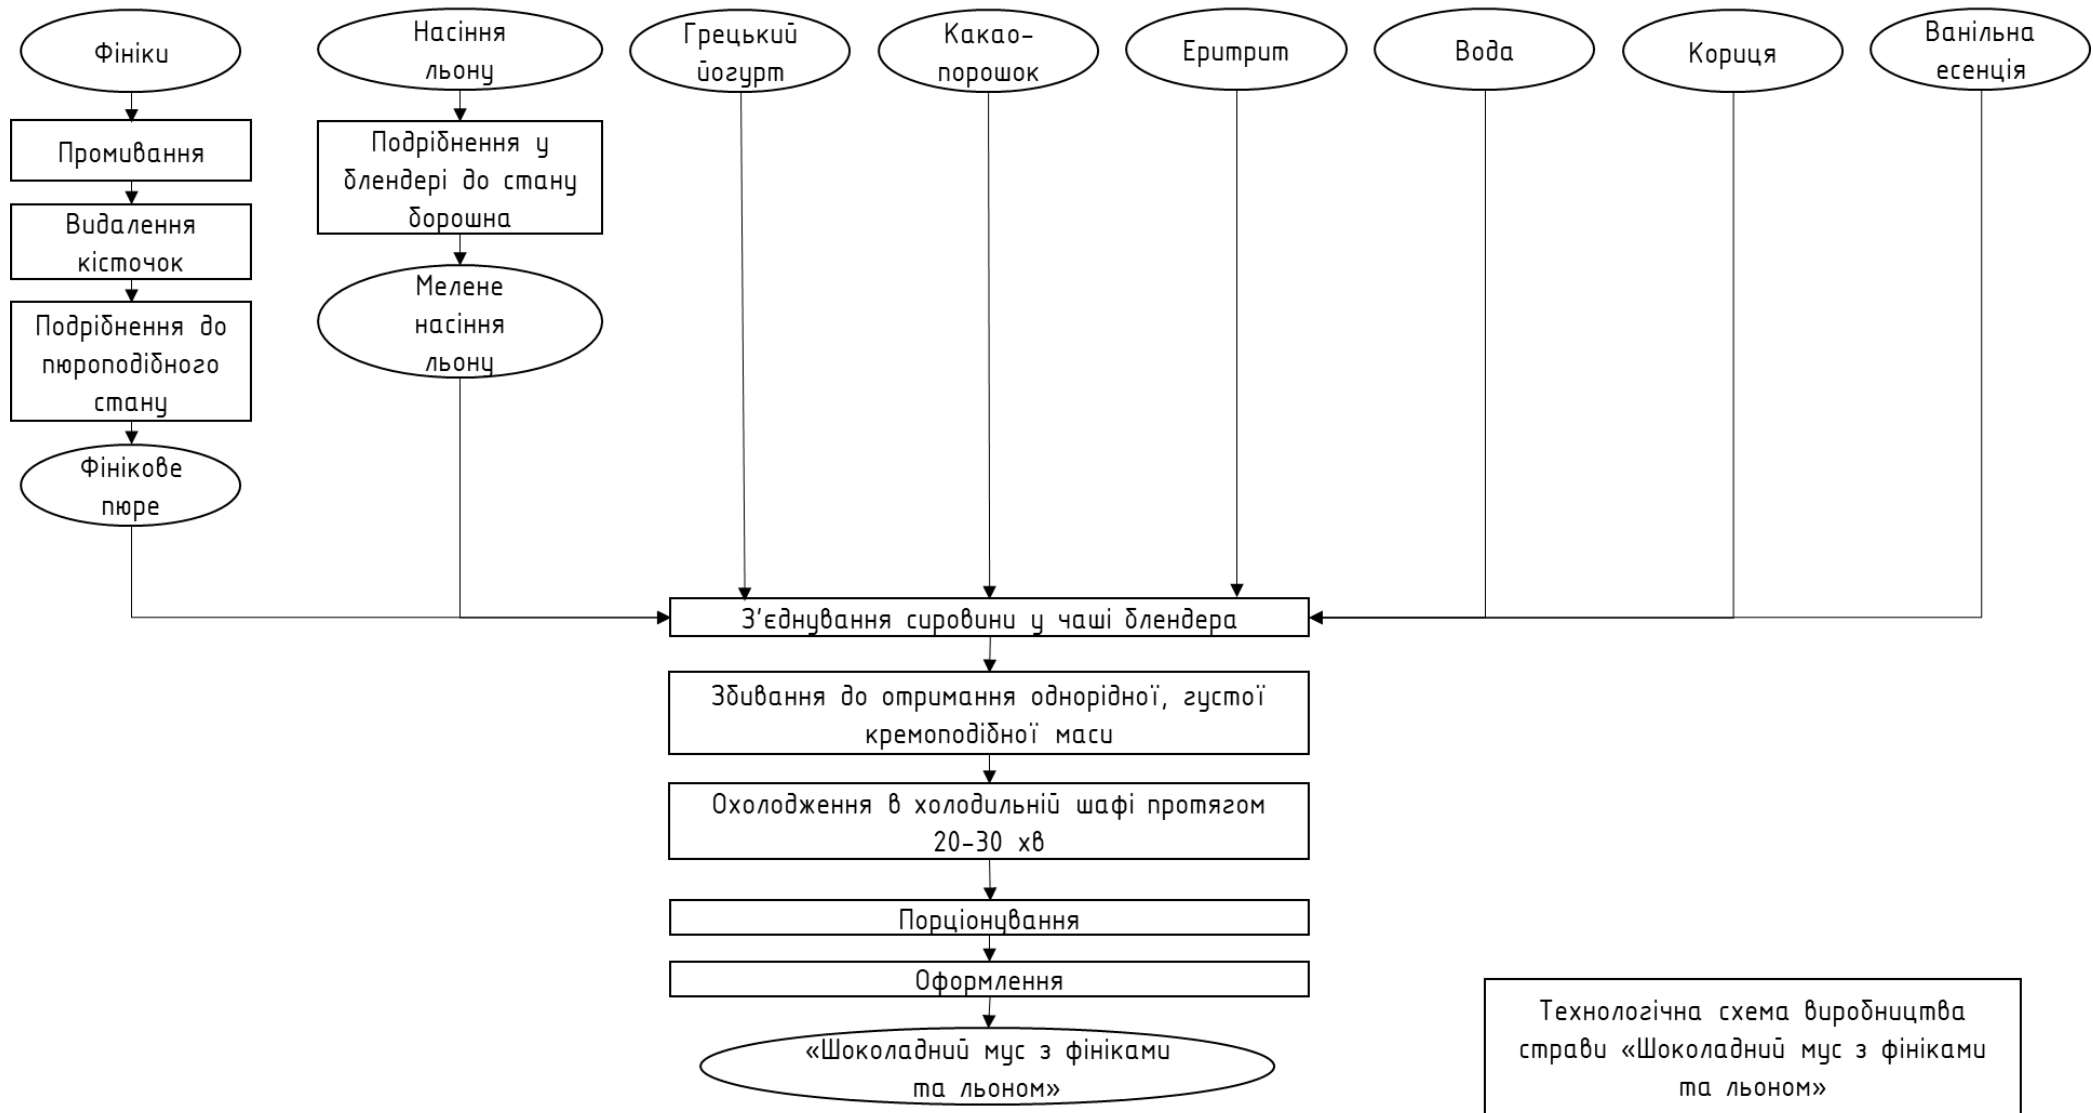 Фініки
Насіння
льону
Грецький
йогурт
Какао-
порошок
Еритрит
Вода
Кориця
Ванільна
есенція
Промивання
Видалення
кісточок
Подрібнення до
пюроподібного
стану
Фінікове
пюре
Подрібнення у
блендері до стану
борошна
Мелене
насіння
льону
З'єднування сировини у чаші блендера
Збивання до отримання однорідної, густої
кремоподібної маси
Охолодження в холодильній шафі протягом
20-30 хв
Порціонування
Оформлення
«Шоколадний мус з фініками
та льоном»
Технологічна схема виробництва
страви «Шоколадний мус з фініками
та льоном»